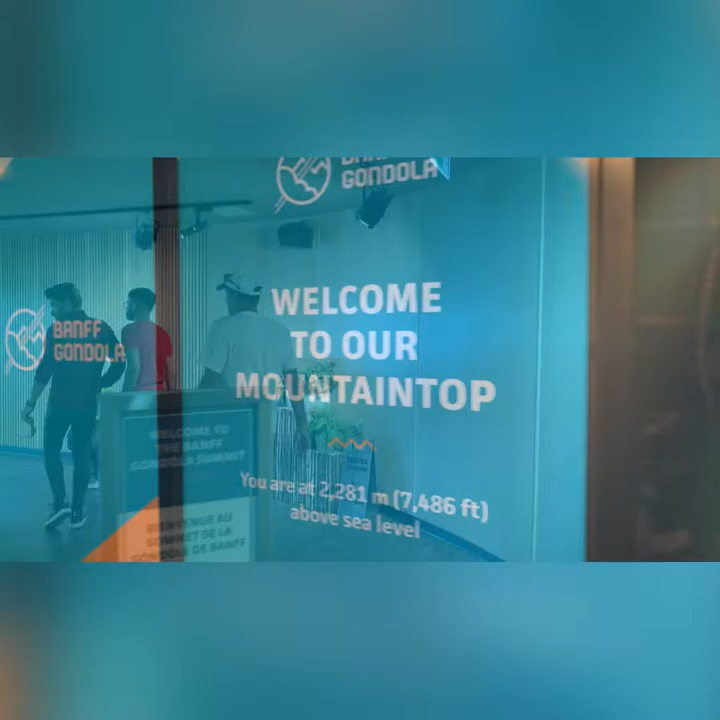 GONDOLA
WELCOME
TO OUR
MOUNTAINTOP
You are at 2,281 m (7,486 ft)
above sea level
BANFF
GONDOLA
WELCOME TO
THE BANFF
GONDOLA SUMMIT
BIENVENUE AU
SOMMET DE LA
GONDOLE DE BANFF